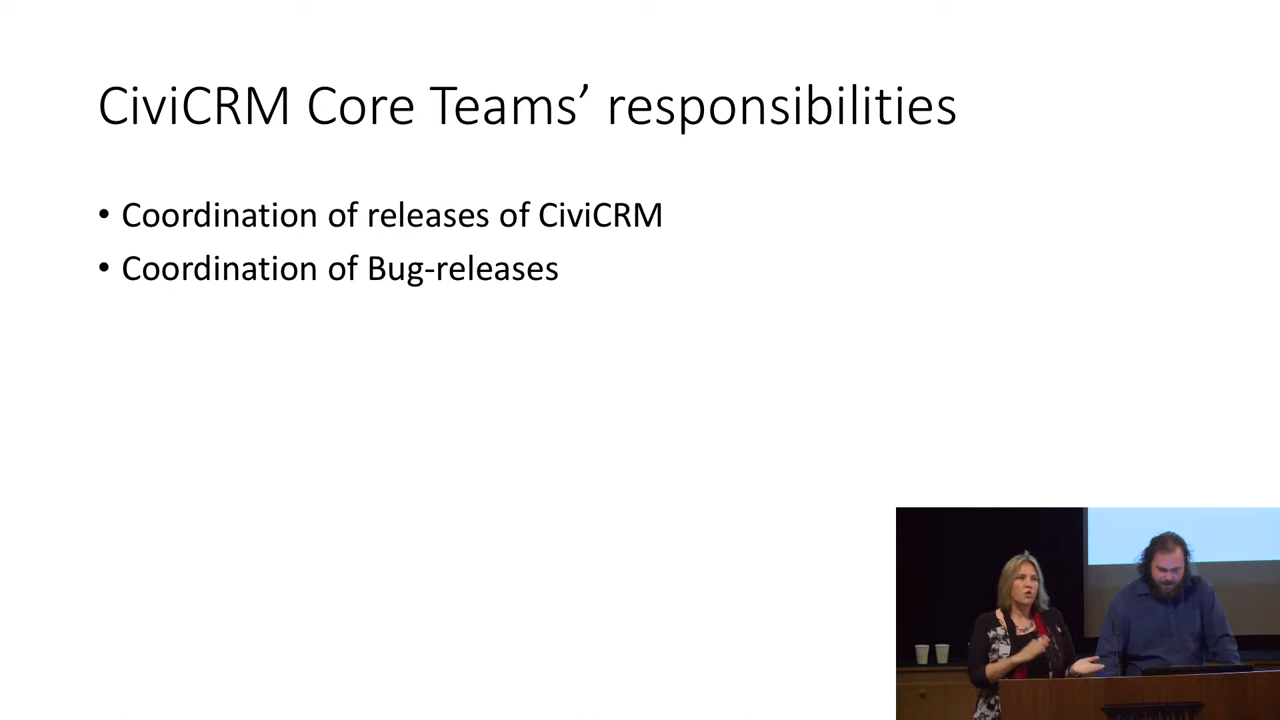 CiviCRM Core Teams’ responsibilities
• Coordination of releases of CiviCRM
• Coordination of Bug-releases